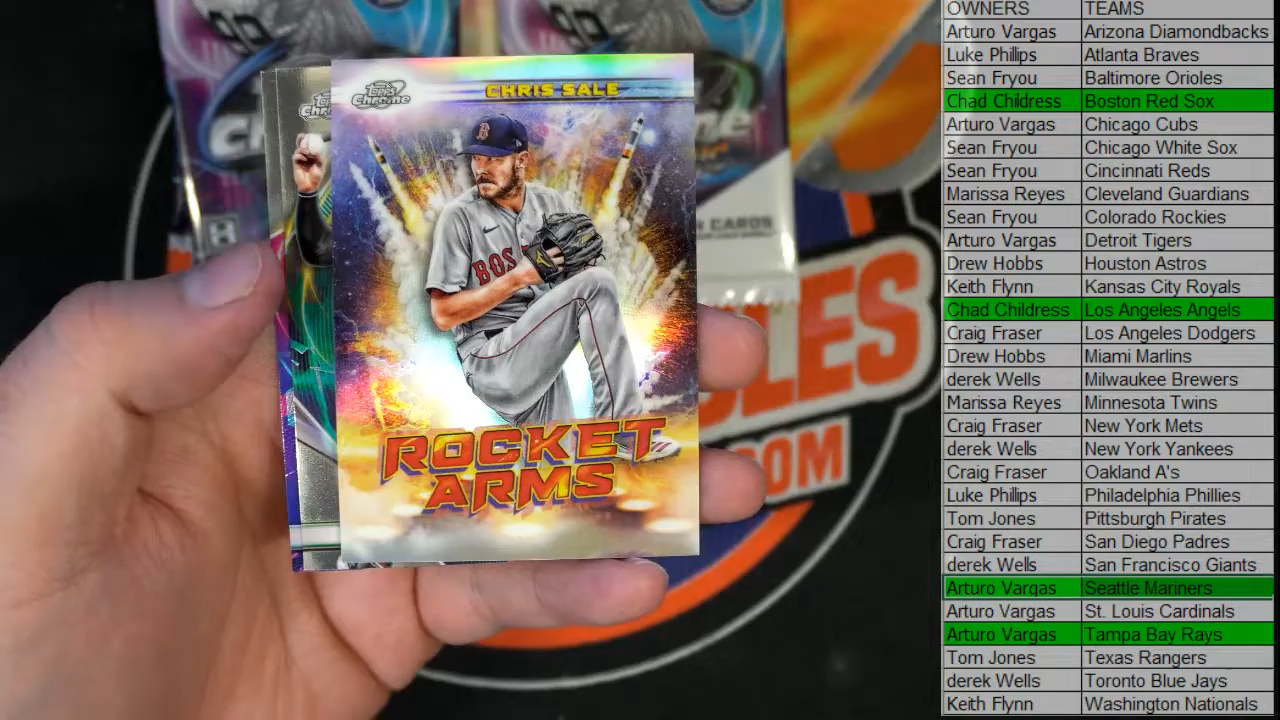 Topps
Chrome
CHRIS SALE
BOS
ROCKET
ARMS
CARDS
LES
.COM
OWNERS TEAMS
Arturo Vargas Arizona Diamondbacks
Luke Phillips Atlanta Braves
Sean Fryou Baltimore Orioles
Chad Childress Boston Red Sox
Arturo Vargas Chicago Cubs
Sean Fryou Chicago White Sox
Sean Fryou Cincinnati Reds
Marissa Reyes Cleveland Guardians
Sean Fryou Colorado Rockies
Arturo Vargas Detroit Tigers
Drew Hobbs Houston Astros
Keith Flynn Kansas City Royals
Chad Childress Los Angeles Angels
Craig Fraser Los Angeles Dodgers
Drew Hobbs Miami Marlins
derek Wells Milwaukee Brewers
Marissa Reyes Minnesota Twins
Craig Fraser New York Mets
derek Wells New York Yankees
Craig Fraser Oakland A's
Luke Phillips Philadelphia Phillies
Tom Jones Pittsburgh Pirates
Craig Fraser San Diego Padres
derek Wells San Francisco Giants
Arturo Vargas Seattle Mariners
Arturo Vargas St. Louis Cardinals
Arturo Vargas Tampa Bay Rays
Tom Jones Texas Rangers
derek Wells Toronto Blue Jays
Keith Flynn Washington Nationals